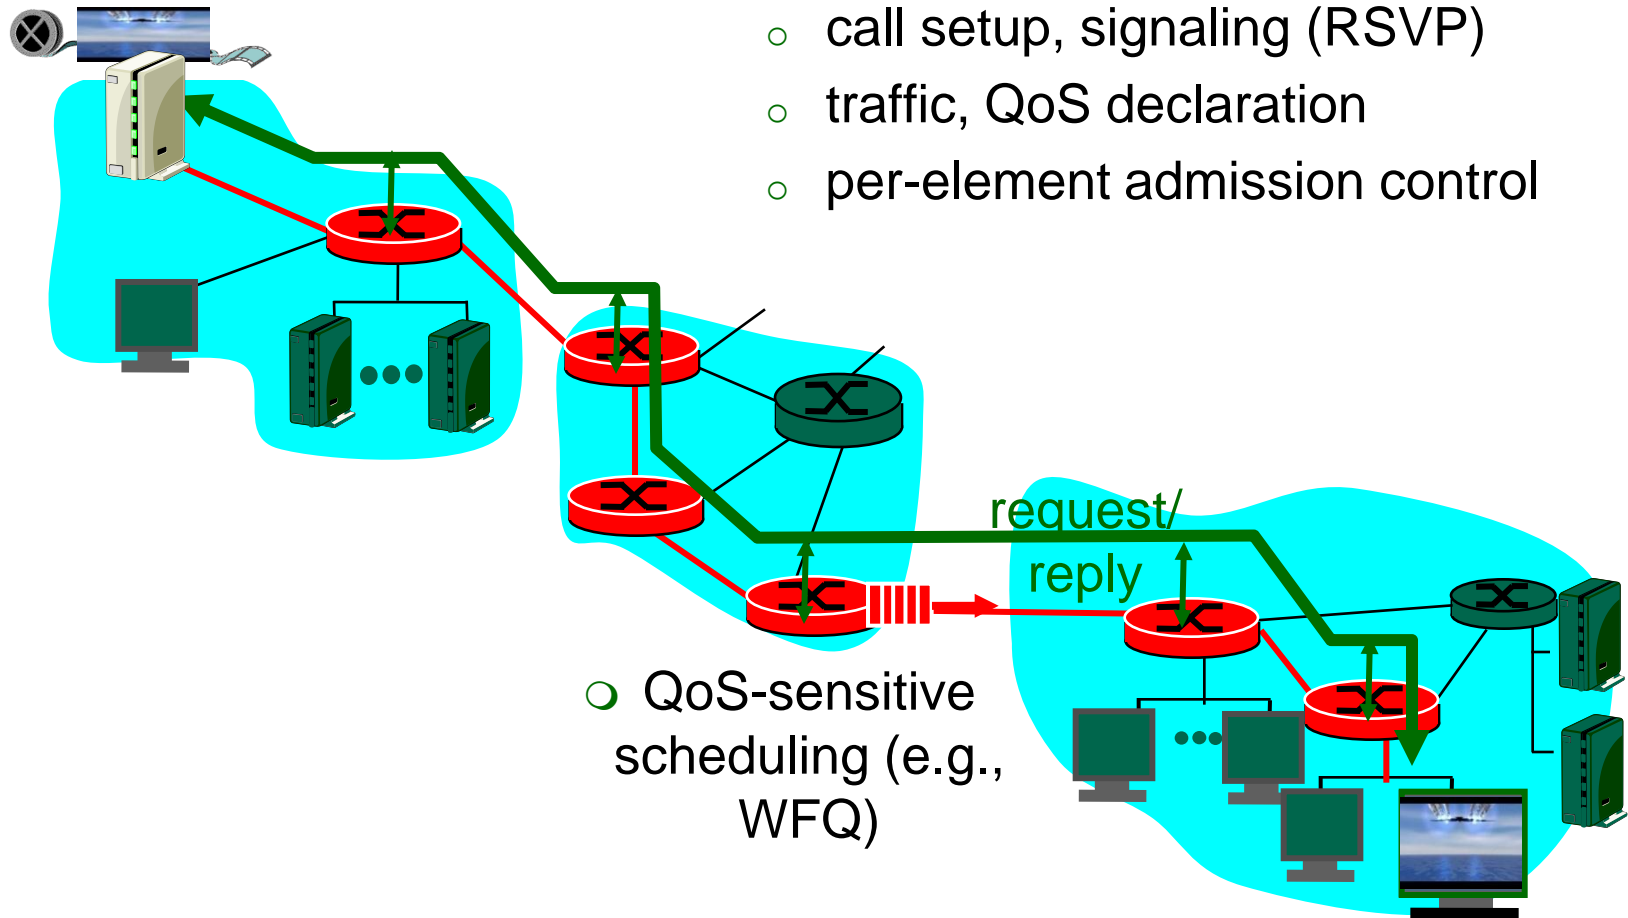 call setup, signaling (RSVP)
traffic, QoS declaration
per-element admission control
request/
reply
QoS-sensitive
scheduling (e.g.,
WFQ)